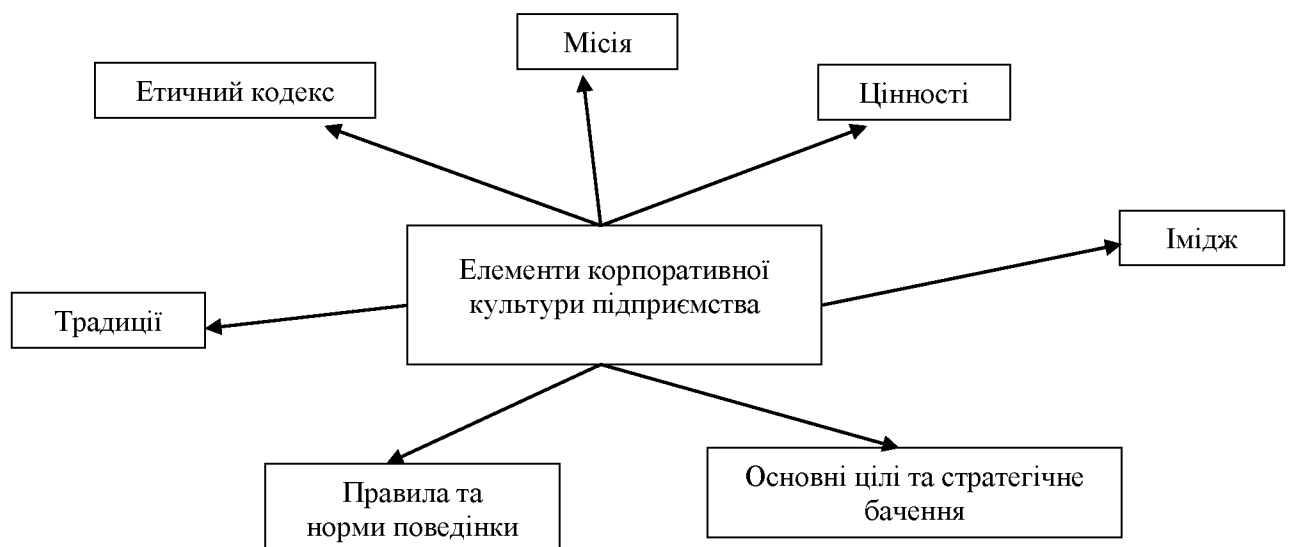 Місія
Етичний кодекс
Цінності
Імідж
Елементи корпоративної
культури підприємства
Традиції
Правила та
норми поведінки
Основні цілі та стратегічне
бачення